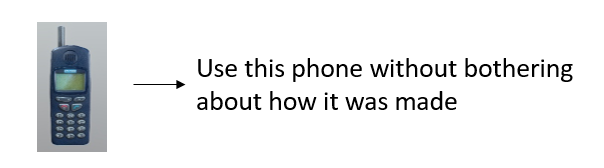 Use this phone without bothering
about how it was made